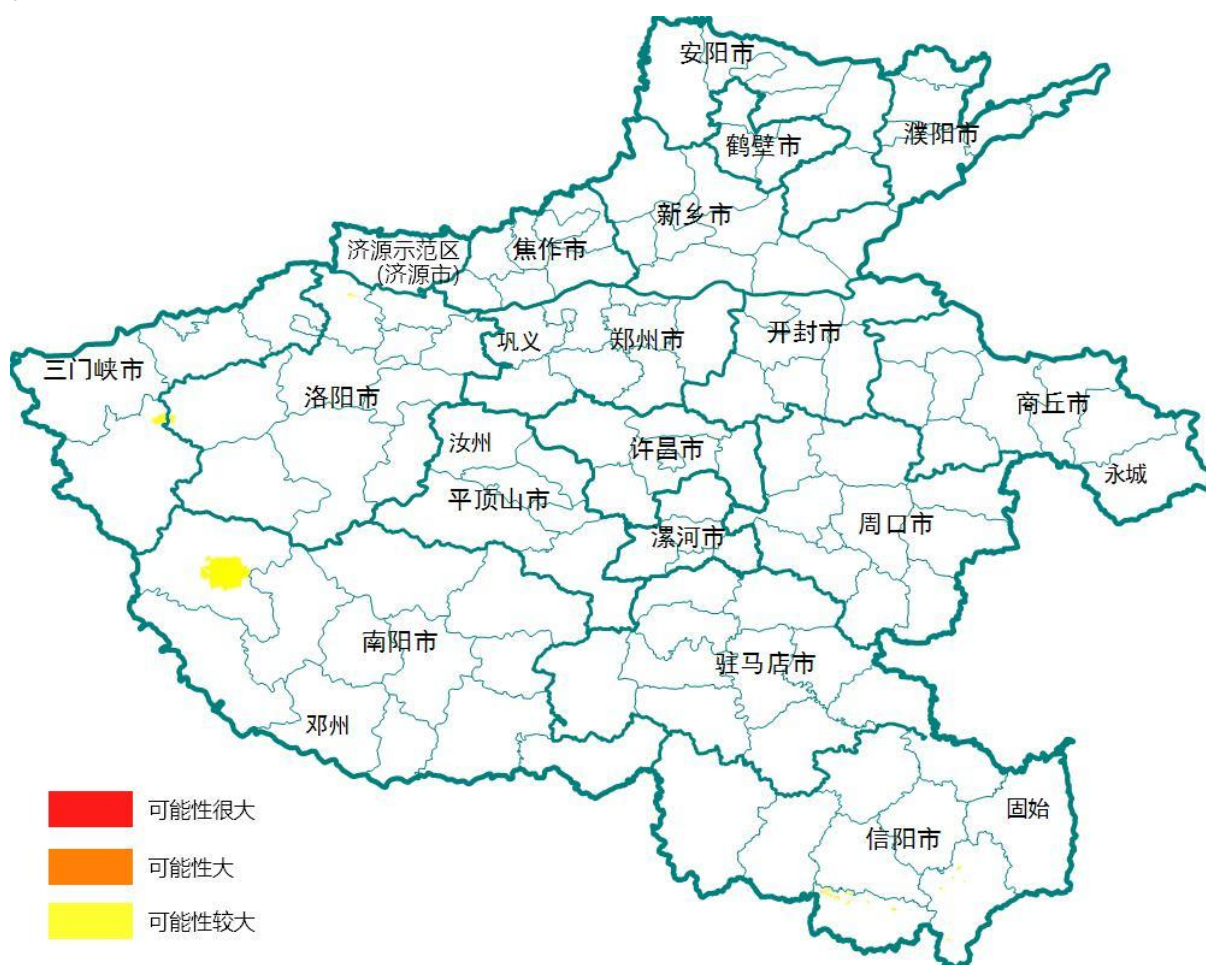 安阳市
濮阳市
鹤壁市
新乡市
济源示范区
(济源市)
焦作市
巩义
郑州市
开封市
三门峡市
洛阳市
商丘市
汝州
许昌市
永城
平顶山市
周口市
漯河市
南阳市
驻马店市
邓州
固始
信阳市
可能性很大
可能性大
可能性较大